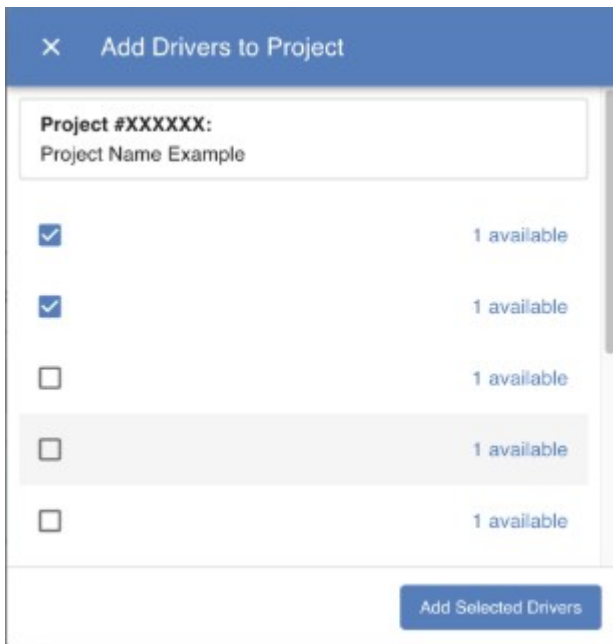 Add Drivers to Project
Project #XXXXXX:
Project Name Example
1 available
1 available
1 available
1 available
1 available
Add Selected Drivers